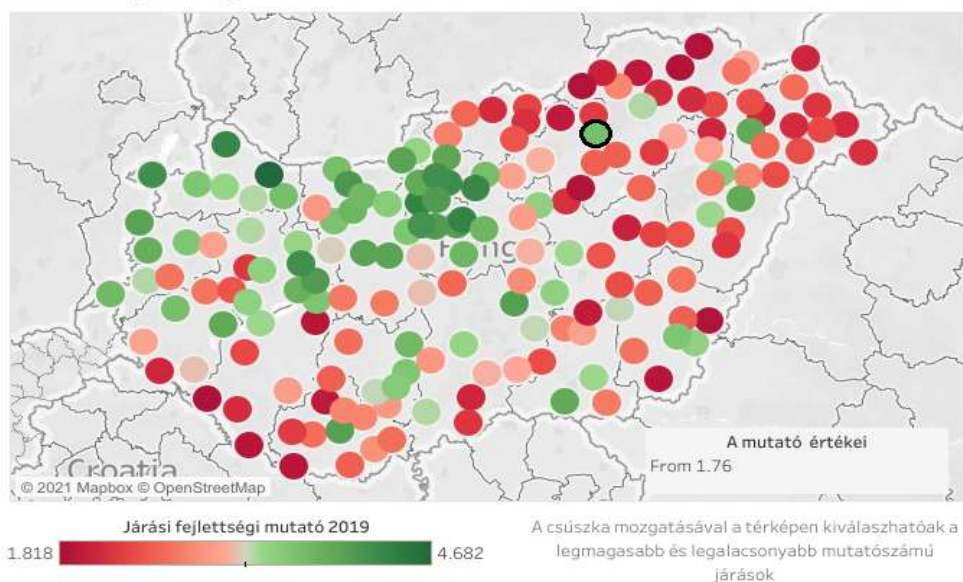 Croatia
© 2021 Mapbox © OpenStreetMap
A mutató értékei
From 1.76
Járási fejlettségi mutató 2019
1.818
4.682
A csúszka mozgatásával a térképen kiválaszthatóak a
legmagasabb és legalacsonyabb mutatószámú
járások